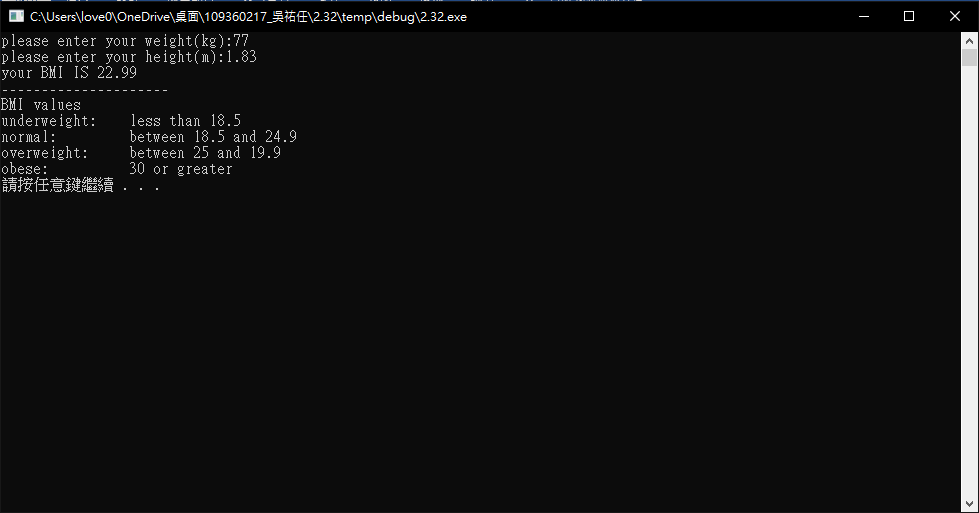 C:\Users\love0\OneDrive\桌面\109360217_吳祐任\2.32\temp\debug\2.32.exe
please enter your weight(kg):77
please enter your height(m):1.83
your BMI IS 22.99
---------------------
BMI values
underweight:    less than 18.5
normal:         between 18.5 and 24.9
overweight:     between 25 and 19.9
obese:          30 or greater
請按任意鍵繼續 . . .